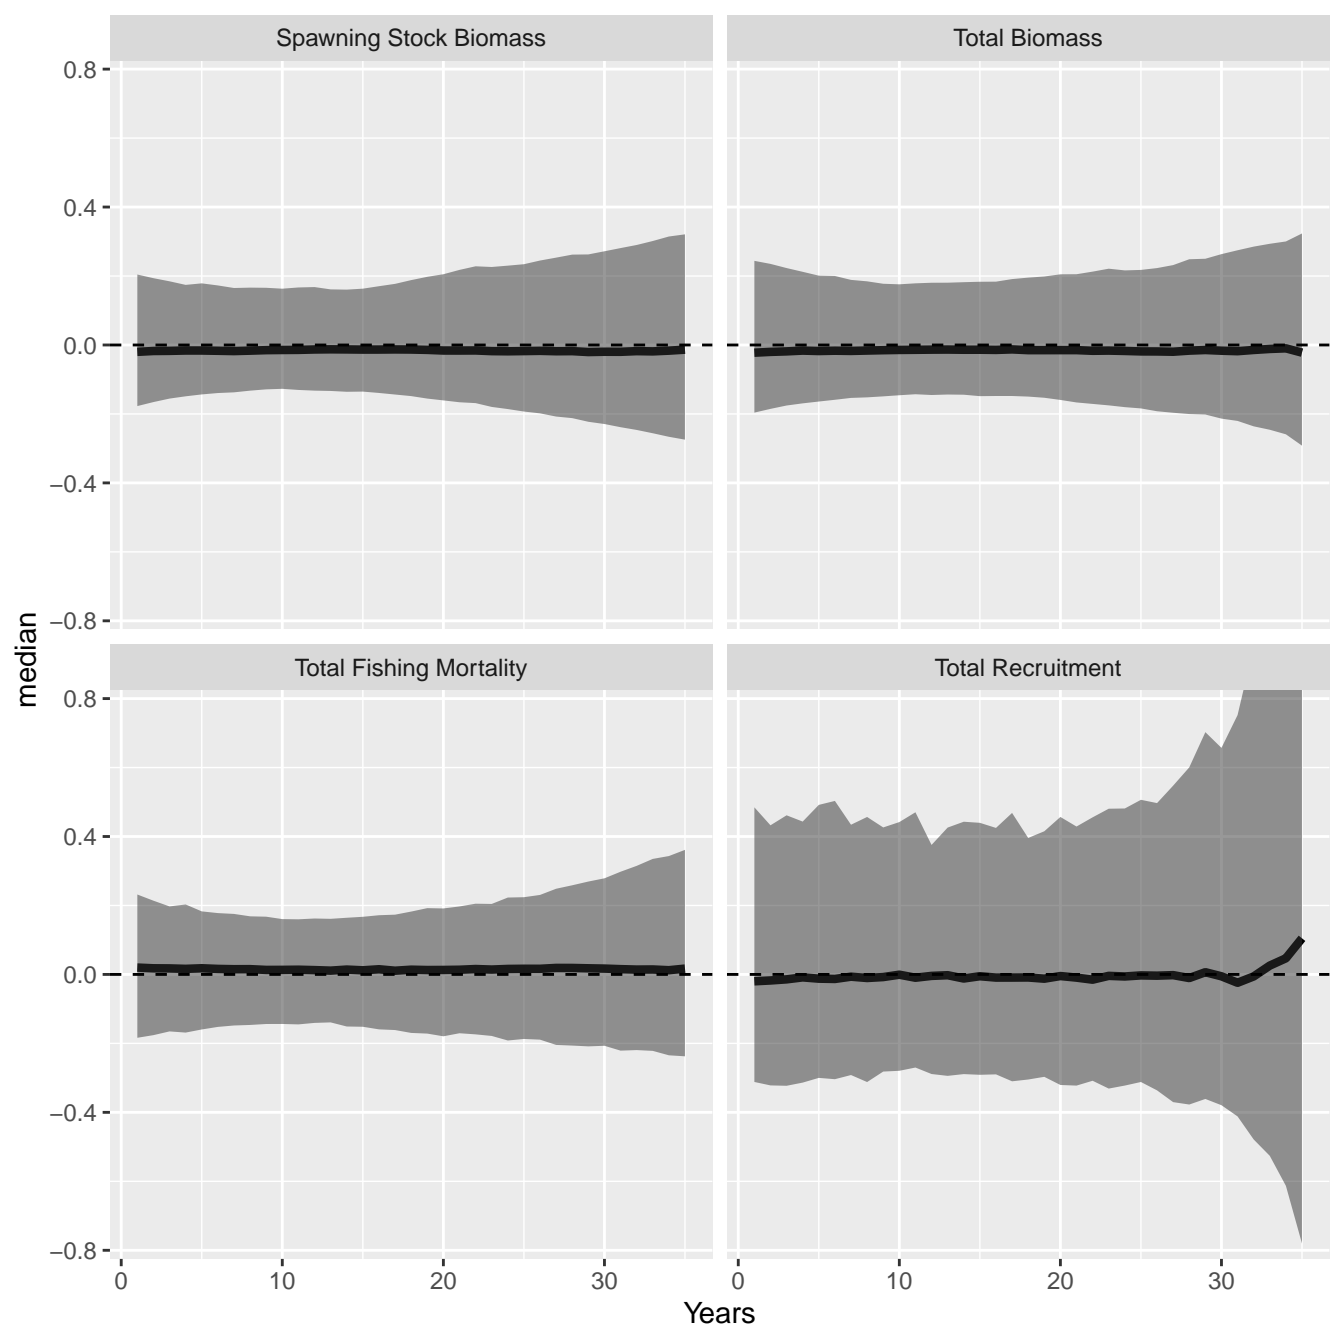 Spawning Stock Biomass
Total Biomass
0.8
0.4
0.0
−0.4
−0.8
median
Total Fishing Mortality
Total Recruitment
0.8
0.4
0.0
−0.4
−0.8
0 10 20 30
0 10 20 30
Years